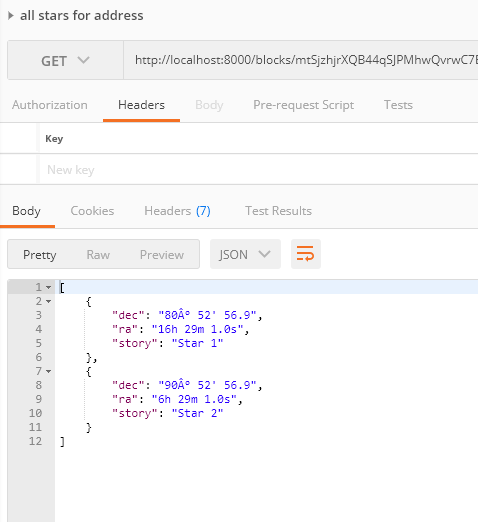 all stars for address
GET http://localhost:8000/blocks/mtSjzhjrXQB44qSJPMhwQvrwC7
Authorization Headers Body Pre-request Script Tests
Key
New key
Body Cookies Headers (7) Test Results
Pretty Raw Preview JSON
1 [
2 {
3 "dec": "80Âº 52' 56.9",
4 "ra": "16h 29m 1.0s",
5 "story": "Star 1"
6 },
7 {
8 "dec": "90Âº 52' 56.9",
9 "ra": "6h 29m 1.0s",
10 "story": "Star 2"
11 }
12 ]